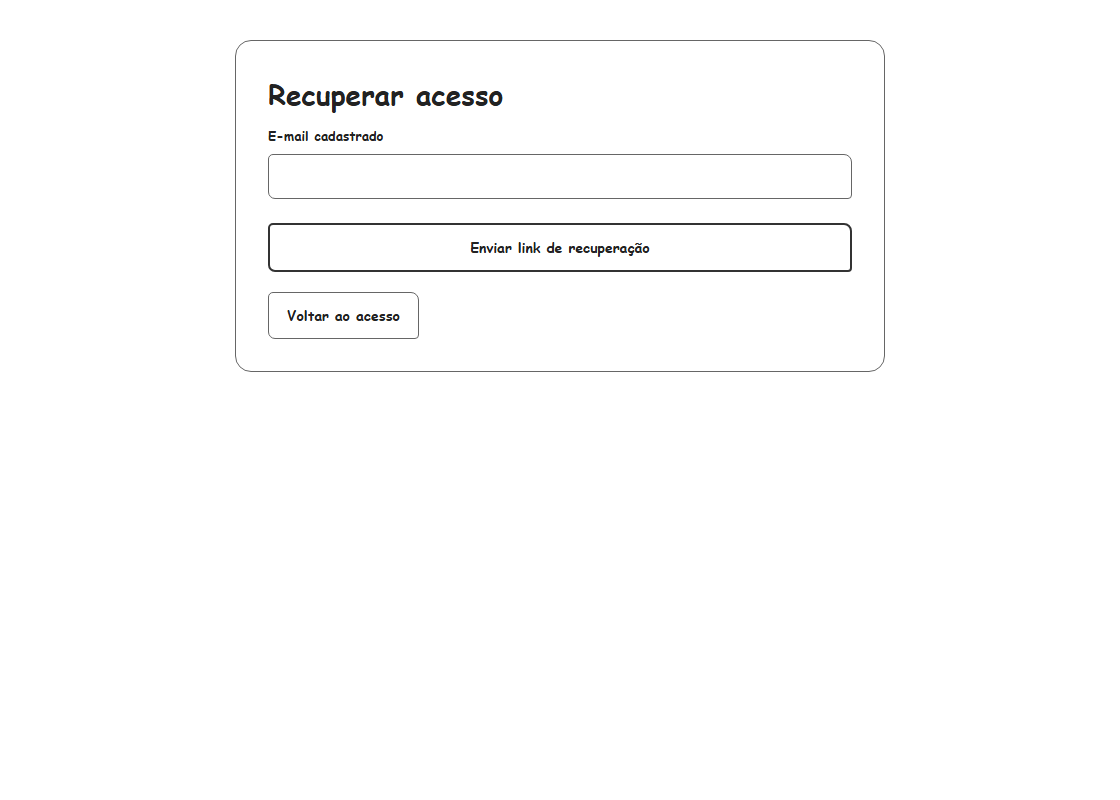 Recuperar acesso
E-mail cadastrado
Enviar link de recuperação
Voltar ao acesso